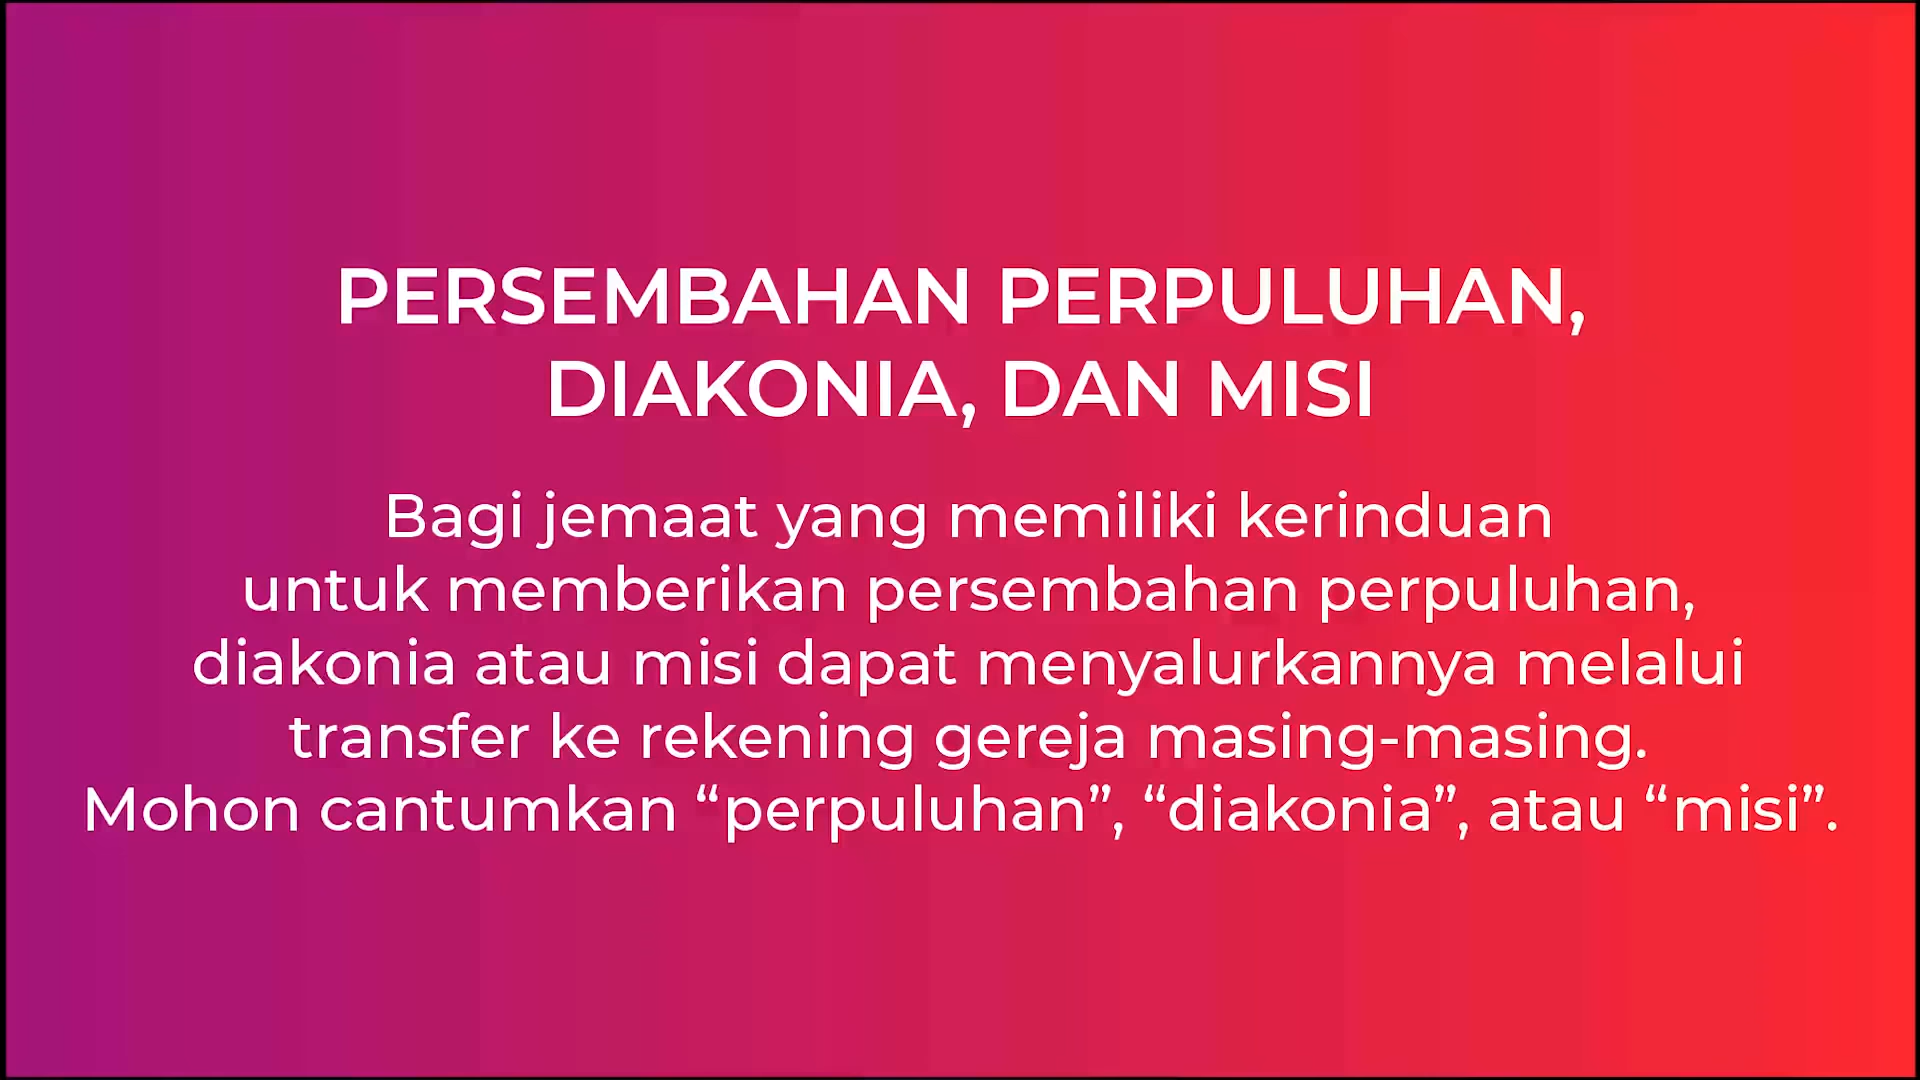 PERSEMBAHAN PERPULUHAN,
DIAKONIA, DAN MISI
Bagi jemaat yang memiliki kerinduan
untuk memberikan persembahan perpuluhan,
diakonia atau misi dapat menyalurkannya melalui
transfer ke rekening gereja masing-masing.
Mohon cantumkan “perpuluhan”, “diakonia”, atau “misi”.